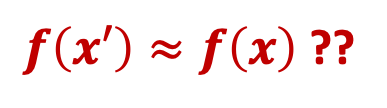 f(x′) ≈ f(x) ??